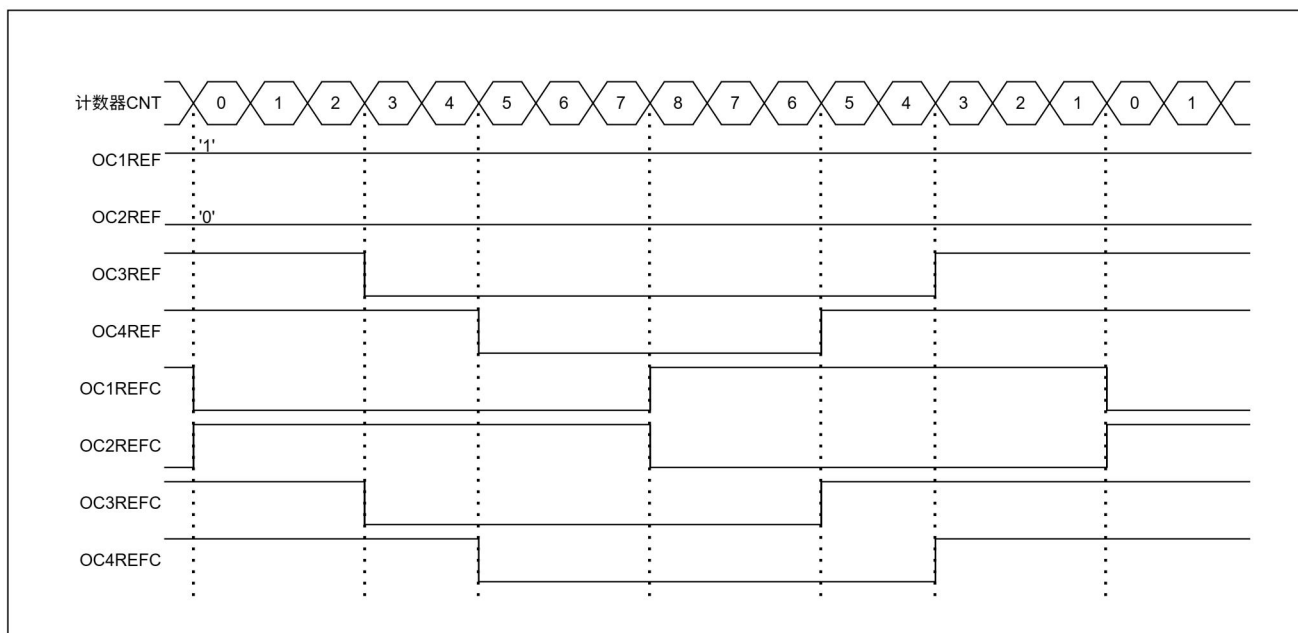 计数器CNT 0 1 2 3 4 5 6 7 8 7 6 5 4 3 2 1 0 1
OC1REF '1'
OC2REF '0'
OC3REF
OC4REF
OC1REFC
OC2REFC
OC3REFC
OC4REFC